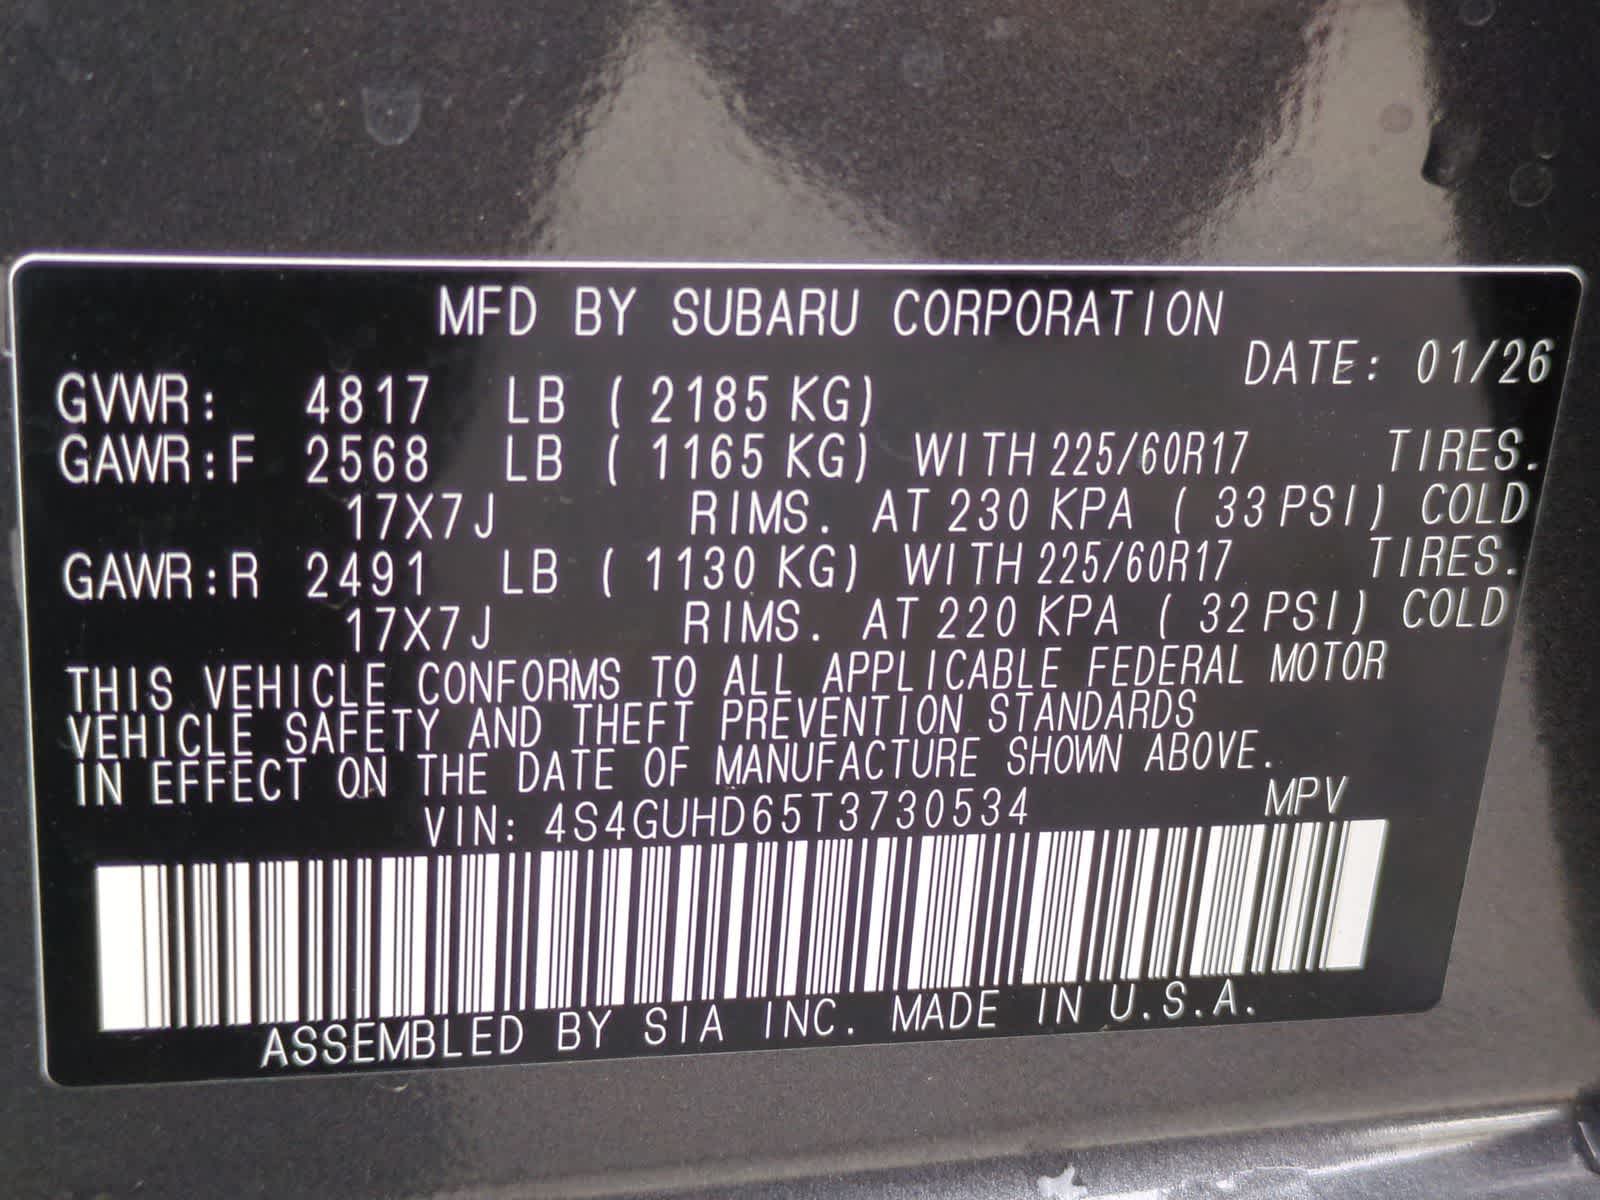 MFD BY SUBARU CORPORATION
DATE: 01/26
GVWR: 4817 LB ( 2185 KG)
GAWR:F 2568 LB ( 1165 KG) WITH 225/60R17 TIRES.
17X7J RIMS. AT 230 KPA ( 33 PSI) COLD
GAWR:R 2491 LB ( 1130 KG) WITH 225/60R17 TIRES.
17X7J RIMS. AT 220 KPA ( 32 PSI) COLD
THIS VEHICLE CONFORMS TO ALL APPLICABLE FEDERAL MOTOR
VEHICLE SAFETY AND THEFT PREVENTION STANDARDS
IN EFFECT ON THE DATE OF MANUFACTURE SHOWN ABOVE.
VIN: 4S4GUHD65T3730534 MPV
ASSEMBLED BY SIA INC. MADE IN U.S.A.